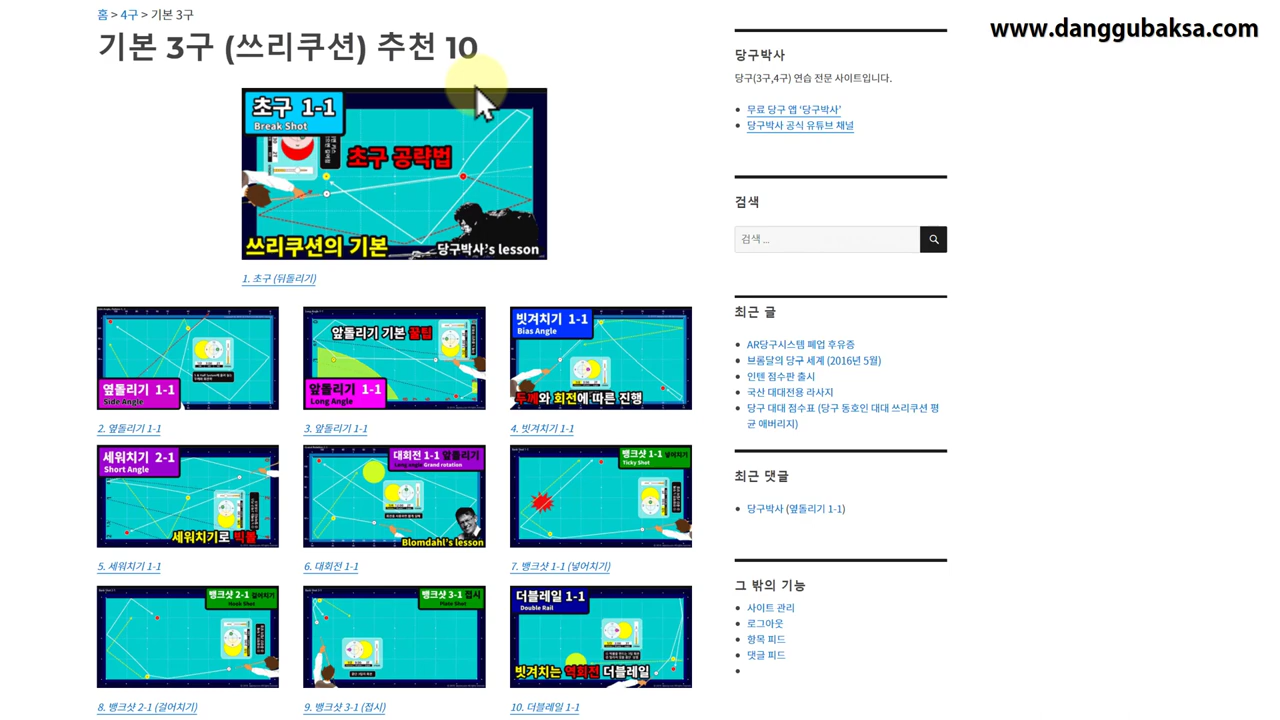 홈 > 4구 > 기본 3구
www.danggubaksa.com
기본 3구 (쓰리쿠션) 추천 10
초구 1-1
Break Shot
초구 공략법
쓰리쿠션의 기본
당구박사's lesson
1. 초구 (뒤돌리기)
옆돌리기 1-1
Side Angle
앞돌리기 기본 꿀팁
앞돌리기 1-1
Long Angle
빗겨치기 1-1
Bias Angle
두께와 회전에 따른 진행
2. 옆돌리기 1-1
3. 앞돌리기 1-1
4. 빗겨치기 1-1
세워치기 2-1
Short Angle
세워치기로 빅볼
대회전 1-1 앞돌리기
Long angle Grand rotation
Blomdahl's lesson
뱅크샷 1-1 넣어치기
Ticky Shot
5. 세워치기 1-1
6. 대회전 1-1
7. 뱅크샷 1-1 (넣어치기)
뱅크샷 2-1 걸어치기
Hook Shot
뱅크샷 3-1 접시
Plate Shot
더블레일 1-1
Double Rail
빗겨치는 역회전 더블레일
8. 뱅크샷 2-1 (걸어치기)
9. 뱅크샷 3-1 (접시)
10. 더블레일 1-1
당구박사
당구(3구,4구) 연습 전문 사이트입니다.
무료 당구 앱 '당구박사'
당구박사 공식 유튜브 채널
검색
검색 ...
최근 글
AR당구시스템 폐업 후유증
브롬달의 당구 세계 (2016년 5월)
인텐 점수판 출시
국산 대대전용 라사지
당구 대대 점수표 (당구 동호인 대대 쓰리쿠션 평
균 애버리지)
최근 댓글
당구박사 (옆돌리기 1-1)
그 밖의 기능
사이트 관리
로그아웃
항목 피드
댓글 피드